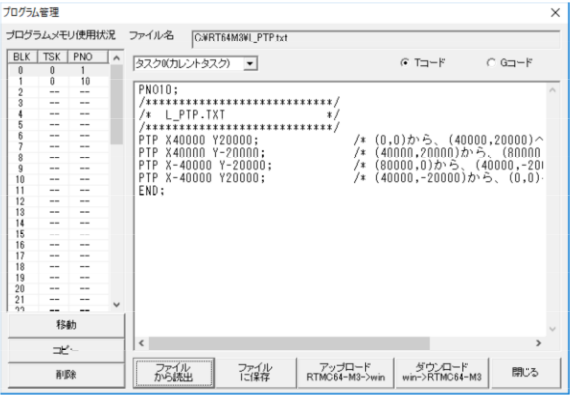 プログラム管理
プログラムメモリ使用状況
ファイル名 C:¥RT64M3¥L_PTP.txt
BLK TSK PNO
0 0 1
1 0 10
2 -- --
3 -- --
4 -- --
5 -- --
6 -- --
7 -- --
8 -- --
9 -- --
10 -- --
11 -- --
12 -- --
13 -- --
14 -- --
15 -- --
16 -- --
17 -- --
18 -- --
19 -- --
20 -- --
21 -- --
22 -- --
移動
コピー
削除
タスク0(カレントタスク)
Tコード Gコード
PNO10;
/****************************/
/* L_PTP.TXT */
/****************************/
PTP X40000 Y20000; /* (0,0)から、(40000,20000)へ
PTP X40000 Y-20000; /* (40000,20000)から、(80000
PTP X-40000 Y-20000; /* (80000,0)から、(40000,-200
PTP X-40000 Y20000; /* (40000,-20000)から、(0,0)
END;
ファイル
から読出
ファイル
に保存
アップロード
RTMC64-M3->win
ダウンロード
win->RTMC64-M3
閉じる